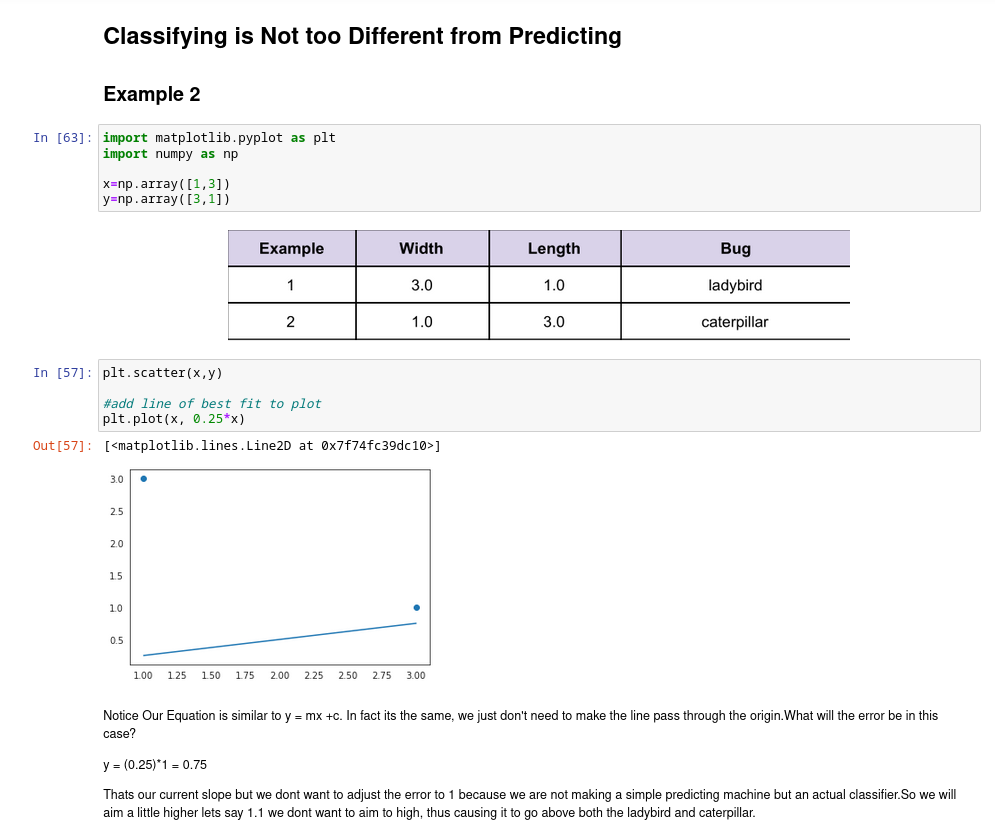 Classifying is Not too Different from Predicting
Example 2
In [63]: import matplotlib.pyplot as plt
import numpy as np
x=np.array([1,3])
y=np.array([3,1])
Example Width Length Bug
1 3.0 1.0 ladybird
2 1.0 3.0 caterpillar
In [57]: plt.scatter(x,y)
#add line of best fit to plot
plt.plot(x, 0.25*x)
Out[57]: [<matplotlib.lines.Line2D at 0x7f74fc39dc10>]
3.0
2.5
2.0
1.5
1.0
0.5
1.00 1.25 1.50 1.75 2.00 2.25 2.50 2.75 3.00
Notice Our Equation is similar to y = mx +c. In fact its the same, we just don't need to make the line pass through the origin.What will the error be in this
case?
y = (0.25)*1 = 0.75
Thats our current slope but we dont want to adjust the error to 1 because we are not making a simple predicting machine but an actual classifier.So we will
aim a little higher lets say 1.1 we dont want to aim to high, thus causing it to go above both the ladybird and caterpillar.